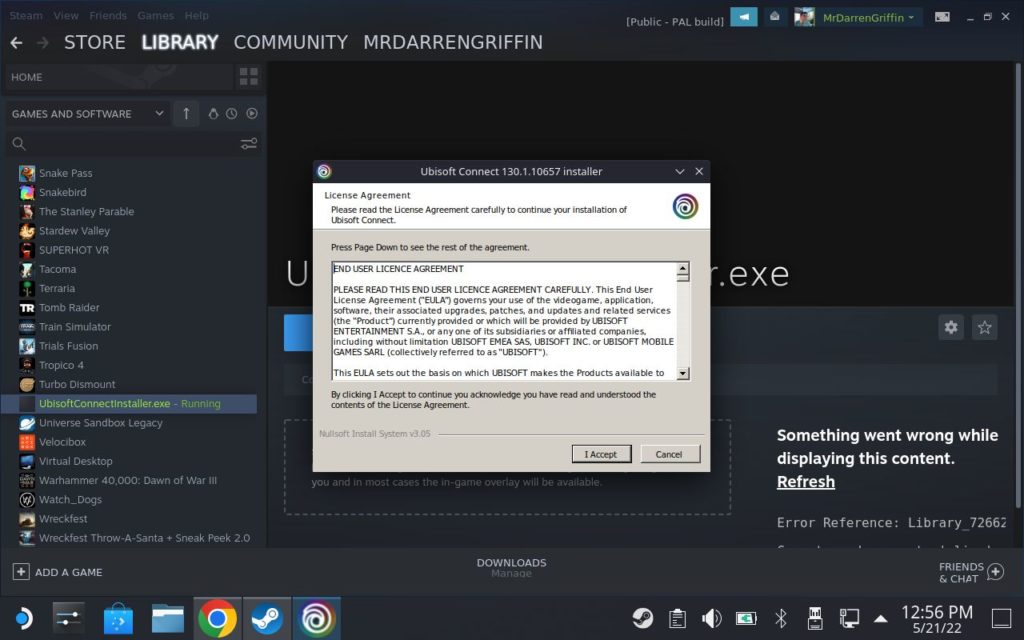 Steam View Friends Games Help
[Public - PAL build]
MrDarrenGriffin
STORE LIBRARY COMMUNITY MRDARRENGRIFFIN
HOME
GAMES AND SOFTWARE
Snake Pass
Snakebird
The Stanley Parable
Stardew Valley
SUPERHOT VR
Tacoma
Terraria
Tomb Raider
Train Simulator
Trials Fusion
Tropico 4
Turbo Dismount
UbisoftConnectInstaller.exe - Running
Universe Sandbox Legacy
Velocibox
Virtual Desktop
Warhammer 40,000: Dawn of War III
Watch_Dogs
Wreckfest
Wreckfest Throw-A-Santa + Sneak Peek 2.0
Ubisoft Connect 130.1.10657 installer
License Agreement
Please read the License Agreement carefully to continue your installation of
Ubisoft Connect.
Press Page Down to see the rest of the agreement.
END USER LICENCE AGREEMENT
PLEASE READ THIS END USER LICENCE AGREEMENT CAREFULLY. This End User
License Agreement ("EULA") governs your use of the videogame, application,
software, their associated upgrades, patches, and updates and related services
(the "Product") currently provided or which will be provided by UBISOFT
ENTERTAINMENT S.A., or any one of its subsidiaries or affiliated companies,
including without limitation UBISOFT EMEA SAS, UBISOFT INC. or UBISOFT MOBILE
GAMES SARL (collectively referred to as "UBISOFT").
This EULA sets out the basis on which UBISOFT makes the Products available to
By clicking I Accept to continue you acknowledge you have read and understood the
contents of the License Agreement.
Nullsoft Install System v3.05
I Accept Cancel
U
r.exe
you and in most cases the in-game overlay will be available.
Something went wrong while
displaying this content.
Refresh
Error Reference: Library_72662
ADD A GAME
DOWNLOADS
Manage
FRIENDS
& CHAT
12:56 PM
5/21/22